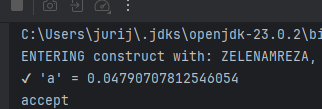 C:\Users\jurij\.jdks\openjdk-23.0.2\bi
ENTERING construct with: ZELENAMREZA,
✓ 'a' = 0.04790707812546054
accept